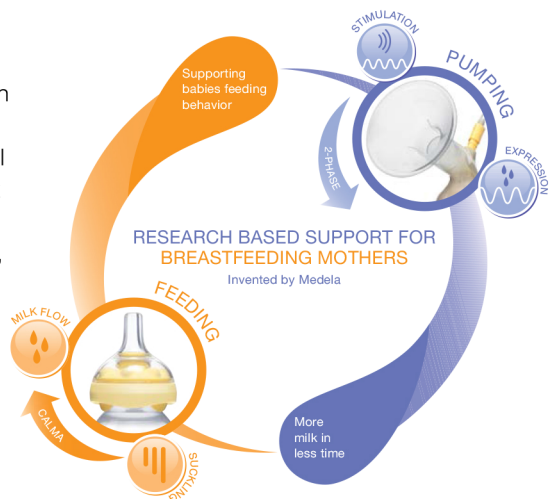 STIMULATION
PUMPING
Supporting
babies feeding
behavior
2-PHASE
EXPRESSION
RESEARCH BASED SUPPORT FOR
BREASTFEEDING MOTHERS
Invented by Medela
FEEDING
MILK FLOW
CALMA
SUCKLING
More
milk in
less time